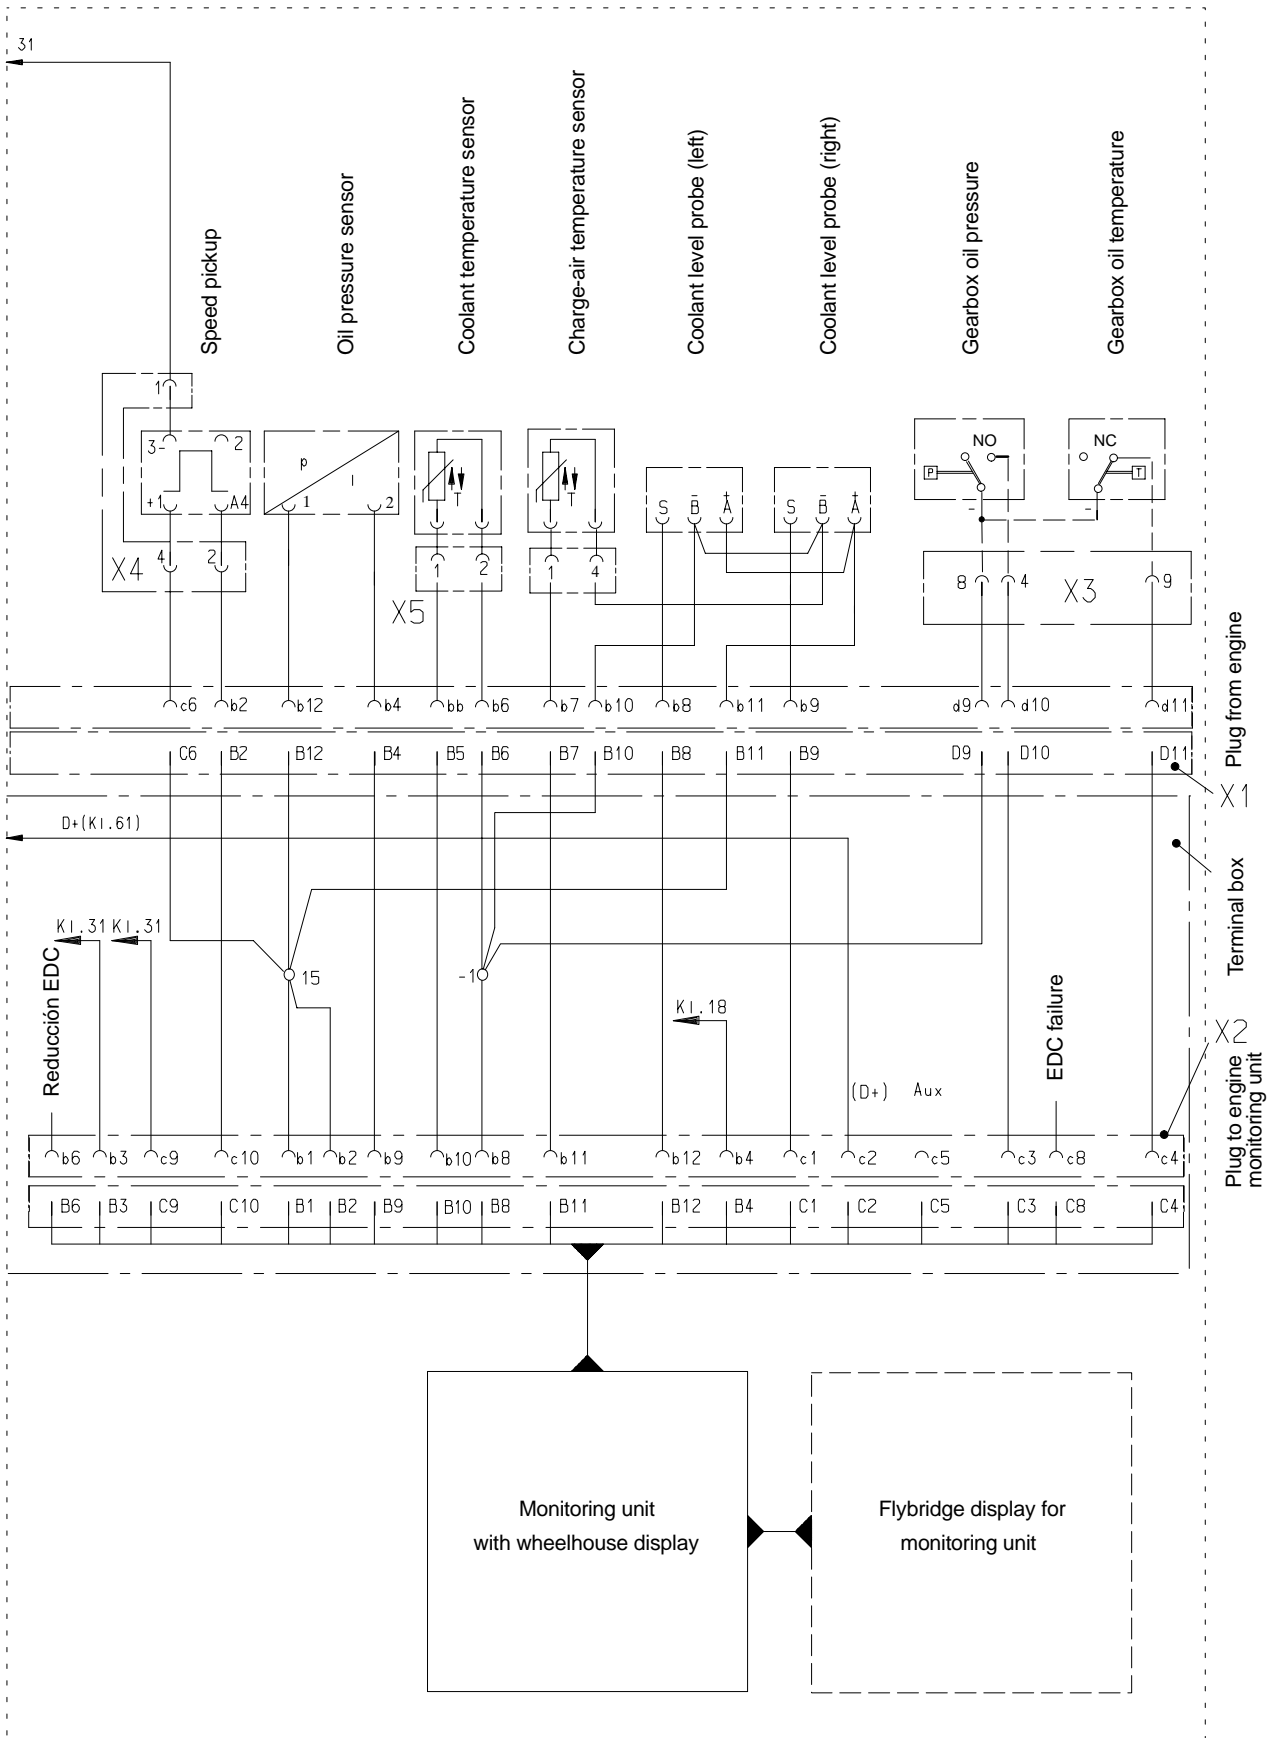 31
Speed pickup
Oil pressure sensor
Coolant temperature sensor
Charge-air temperature sensor
Coolant level probe (left)
Coolant level probe (right)
Gearbox oil pressure
Gearbox oil temperature
1
3- 2
+1 A4
p
I
1 2
T
T
S B̄ A⁺
S B̄ A⁺
NO
P
-
NC
T
-
X4 4 2
1 2
X5
1 4
8 4 X3 9
c6 b2 b12 b4 bb b6 b7 b10 b8 b11 b9 d9 d10 d11
C6 B2 B12 B4 B5 B6 B7 B10 B8 B11 B9 D9 D10 D11
Plug from engine
X1
D+(Kl.61)
Terminal box
Kl.31 Kl.31
15
-1
Reducción EDC
Kl.18
EDC failure
(D+) Aux
X2
Plug to engine
monitoring unit
b6 b3 c9 c10 b1 b2 b9 b10 b8 b11 b12 b4 c1 c2 c5 c3 c8 c4
B6 B3 C9 C10 B1 B2 B9 B10 B8 B11 B12 B4 C1 C2 C5 C3 C8 C4
Monitoring unit
with wheelhouse display
Flybridge display for
monitoring unit